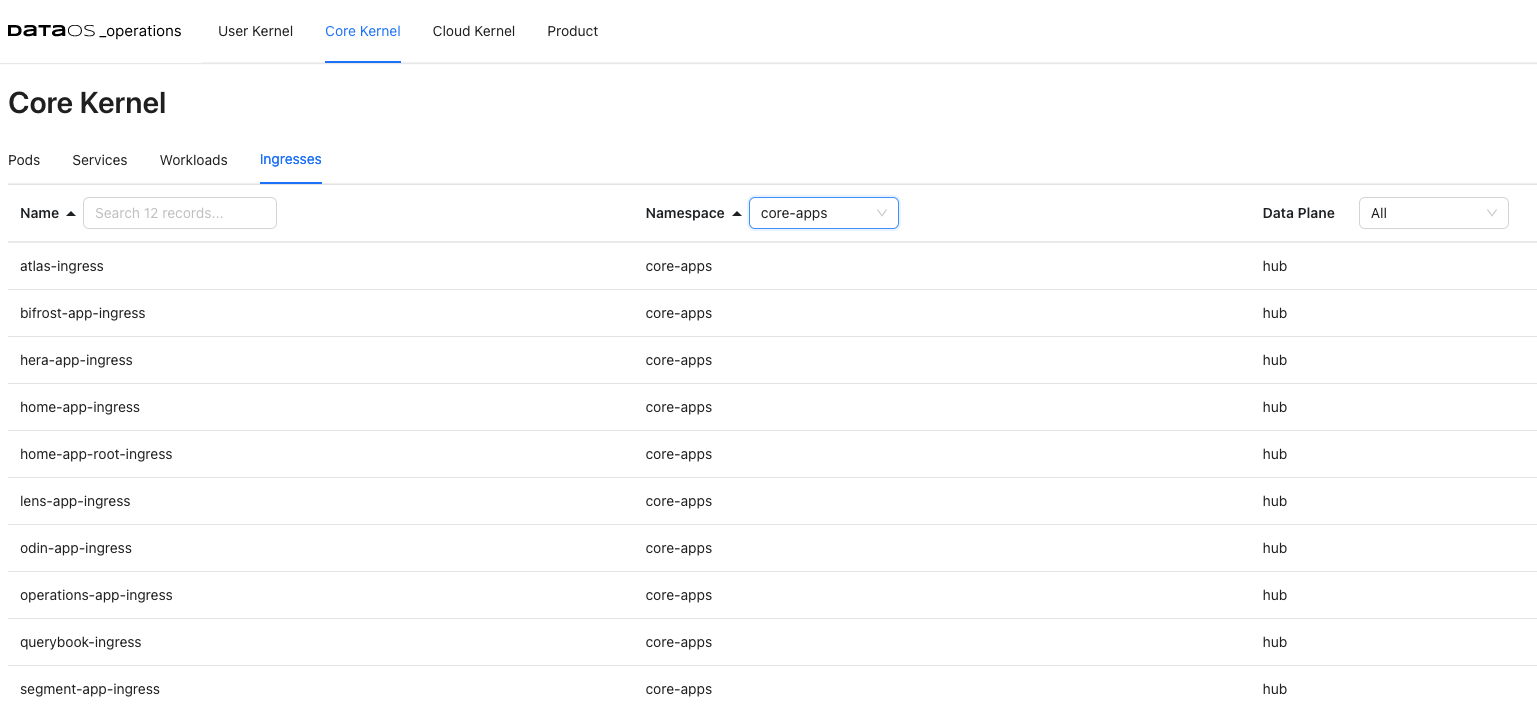 DATAOS _operations User Kernel Core Kernel Cloud Kernel Product
Core Kernel
Pods Services Workloads Ingresses
Name Search 12 records... Namespace core-apps Data Plane All
atlas-ingress core-apps hub
bifrost-app-ingress core-apps hub
hera-app-ingress core-apps hub
home-app-ingress core-apps hub
home-app-root-ingress core-apps hub
lens-app-ingress core-apps hub
odin-app-ingress core-apps hub
operations-app-ingress core-apps hub
querybook-ingress core-apps hub
segment-app-ingress core-apps hub